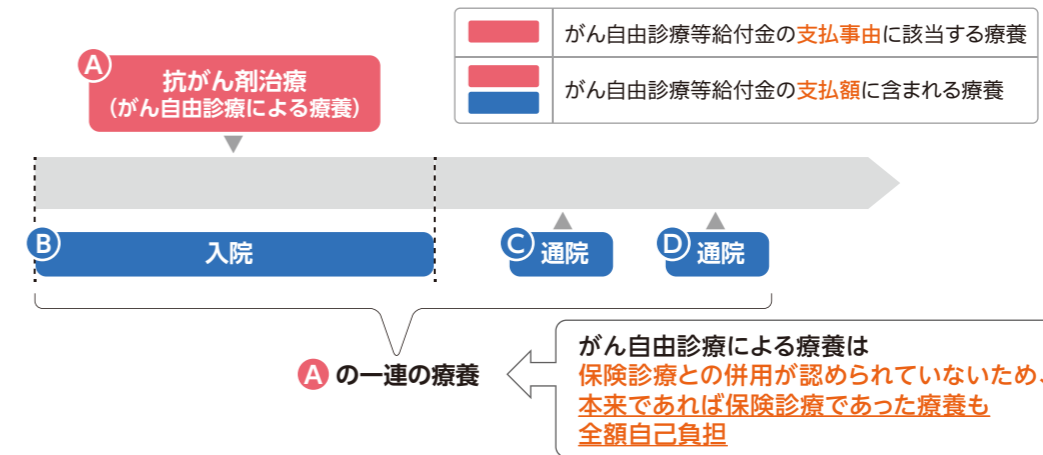 がん自由診療等給付金の支払事由に該当する療養
がん自由診療等給付金の支払額に含まれる療養
A
抗がん剤治療
(がん自由診療による療養)
B
入院
C
通院
D
通院
A の一連の療養
がん自由診療による療養は
保険診療との併用が認められていないため、
本来であれば保険診療であった療養も
全額自己負担